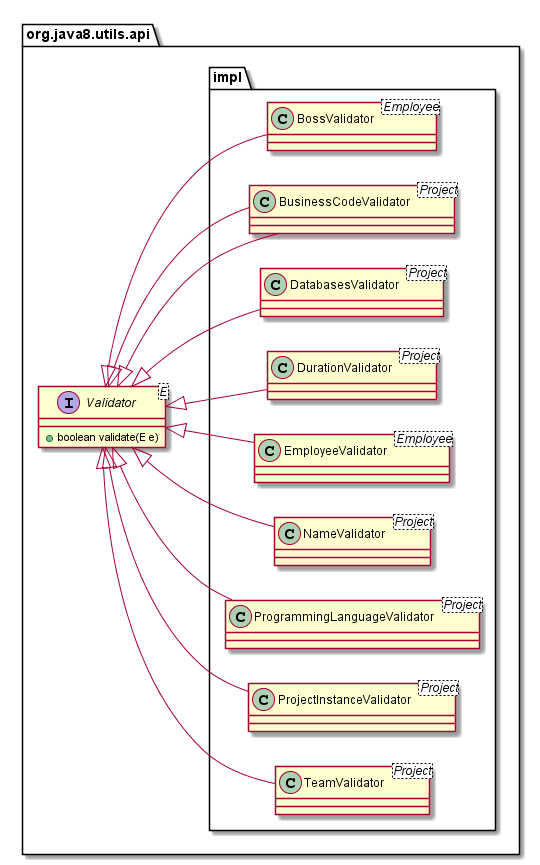 org.java8.utils.api
impl
Employee
C BossValidator
Project
C BusinessCodeValidator
Project
C DatabasesValidator
Project
C DurationValidator
E
I Validator
boolean validate(E e)
Employee
C EmployeeValidator
Project
C NameValidator
Project
C ProgrammingLanguageValidator
Project
C ProjectInstanceValidator
Project
C TeamValidator